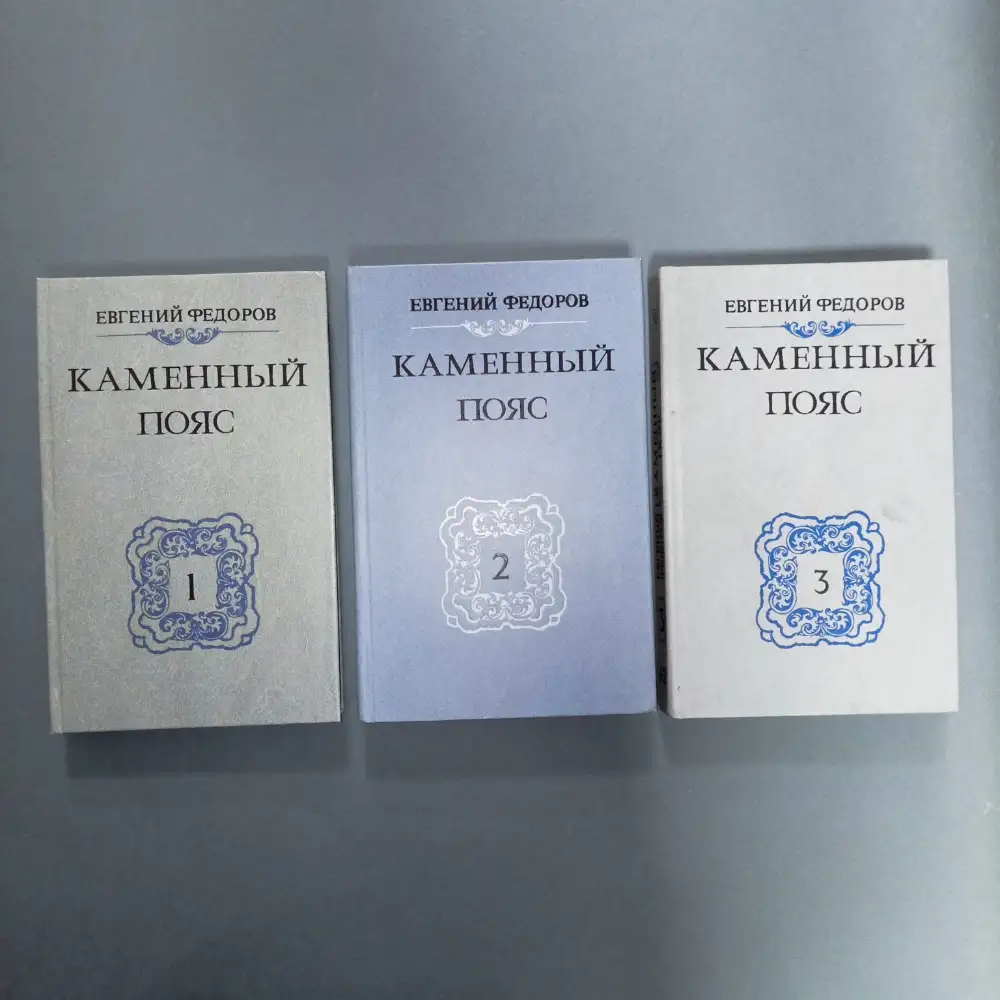 ЕВГЕНИЙ ФЕДОРОВ
КАМЕННЫЙ
ПОЯС
1
ЕВГЕНИЙ ФЕДОРОВ
КАМЕННЫЙ
ПОЯС
2
ЕВГЕНИЙ ФЕДОРОВ
КАМЕННЫЙ
ПОЯС
3